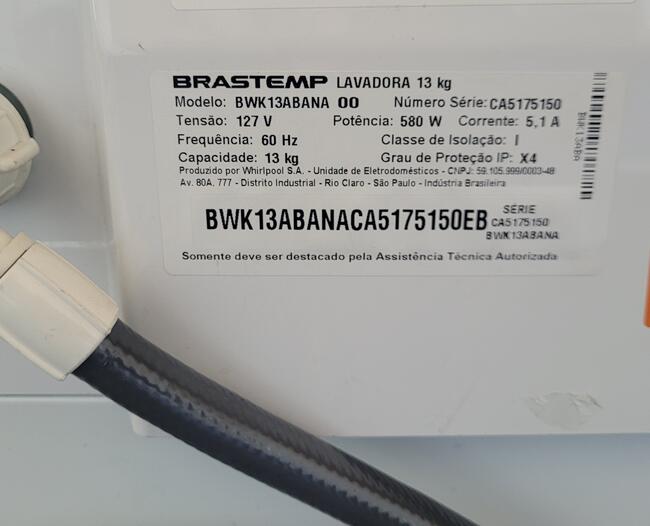 BRASTEMP LAVADORA 13 kg
Modelo: BWK13ABANA 00 Número Série: CA5175150
Tensão: 127 V Potência: 580 W Corrente: 5,1 A
Frequência: 60 Hz Classe de Isolação: I
Capacidade: 13 kg Grau de Proteção IP: X4
Produzido por Whirlpool S.A. - Unidade de Eletrodomésticos - CNPJ: 59.105.999/0003-48
Av. 80A, 777 - Distrito Industrial - Rio Claro - São Paulo - Indústria Brasileira
BWK13ABANACA5175150EB
SÉRIE
CA5175150
BWK13ABANA
Somente deve ser destacado pela Assistência Técnica Autorizada
BWK13ABA